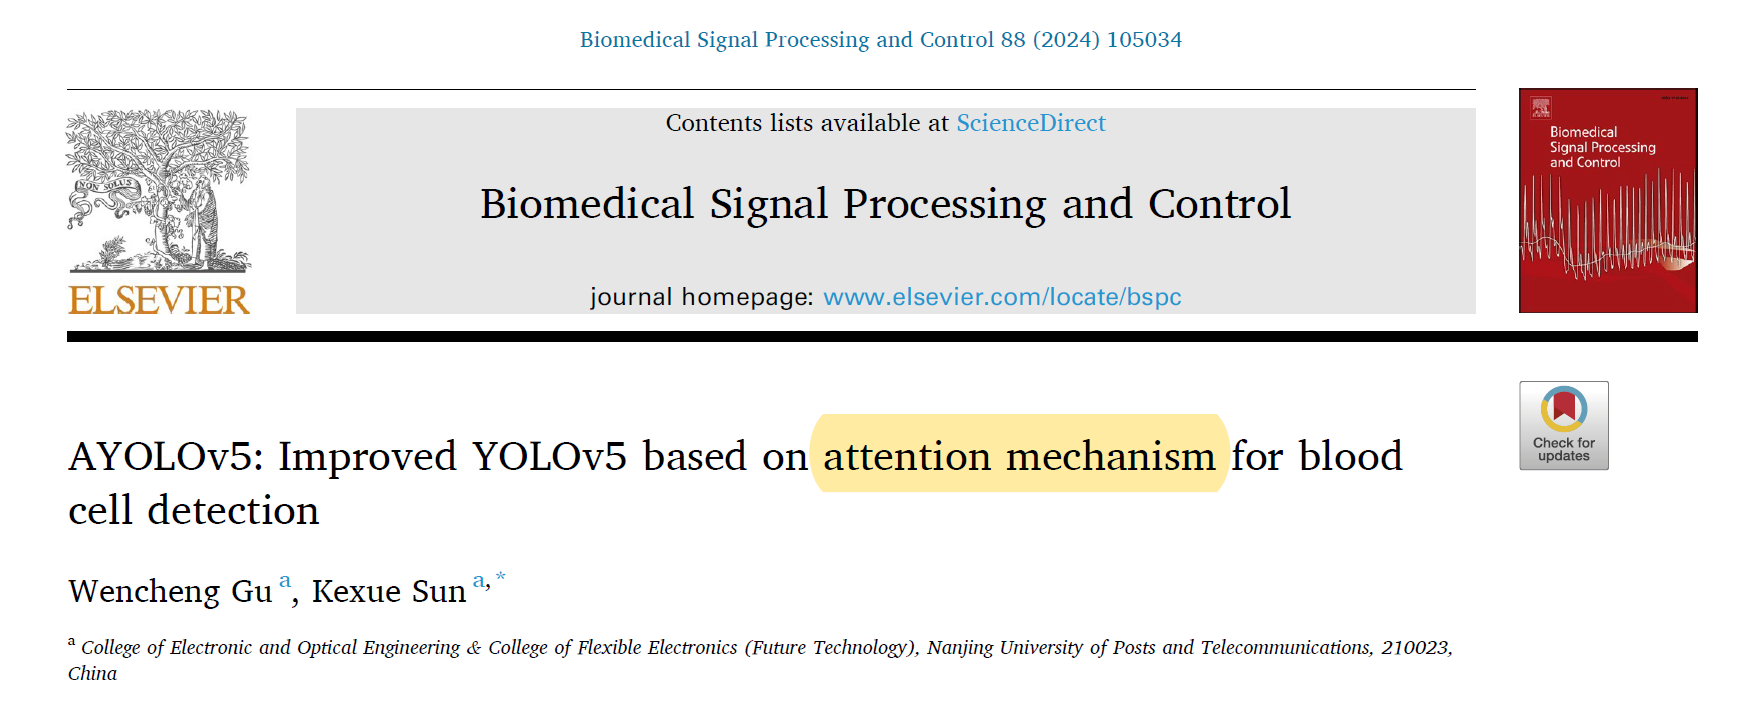 Biomedical Signal Processing and Control 88 (2024) 105034
Contents lists available at ScienceDirect
Biomedical Signal Processing and Control
journal homepage: www.elsevier.com/locate/bspc
NON SOLUS
ELSEVIER
Biomedical
Signal Processing
and Control
Check for
updates
AYOLOv5: Improved YOLOv5 based on attention mechanism for blood
cell detection
Wencheng Gu a, Kexue Sun a,*
a College of Electronic and Optical Engineering & College of Flexible Electronics (Future Technology), Nanjing University of Posts and Telecommunications, 210023,
China